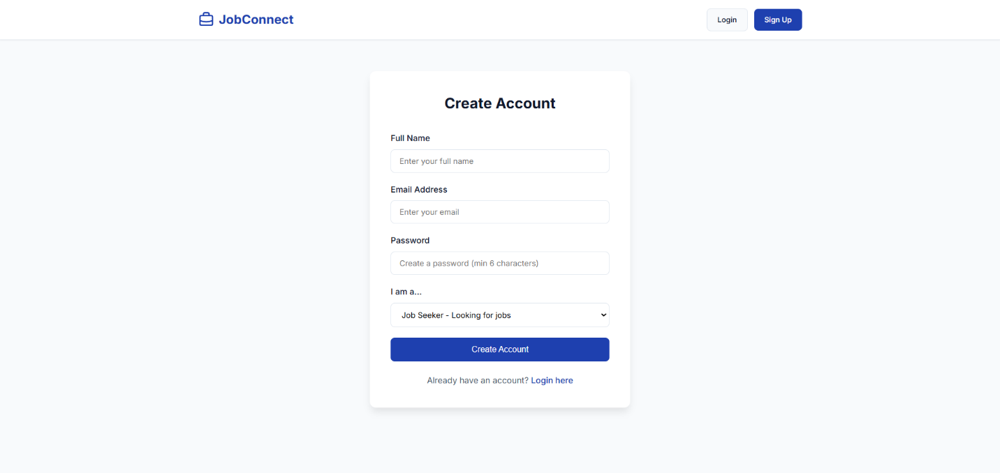 JobConnect
Login
Sign Up
Create Account
Full Name
Enter your full name
Email Address
Enter your email
Password
Create a password (min 6 characters)
I am a...
Job Seeker - Looking for jobs
Create Account
Already have an account? Login here